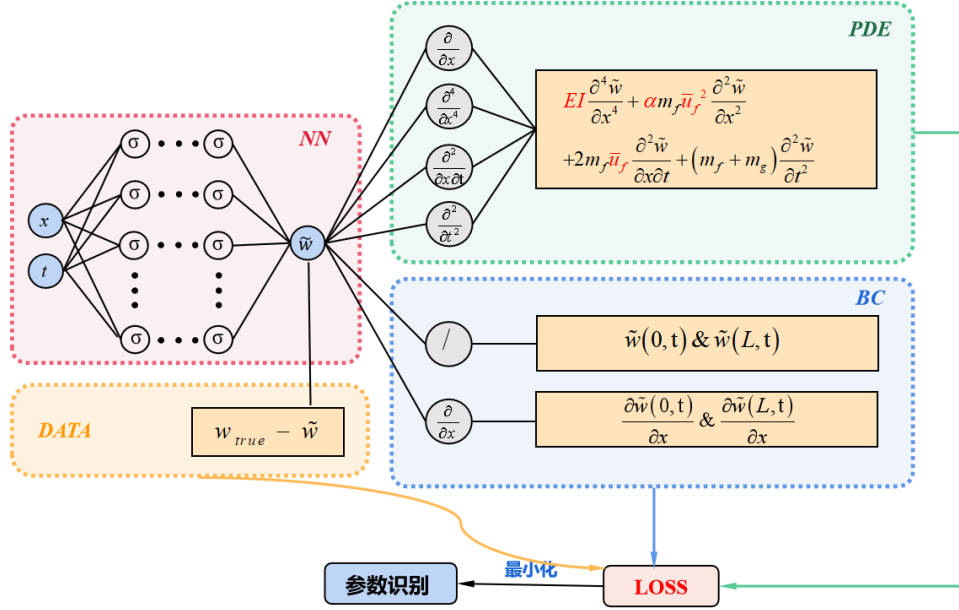 NN
x
t
σ • • • σ
σ • • • σ
σ • • • σ
σ • • • σ
w̃
DATA
w_true − w̃
PDE
∂/∂x
∂⁴/∂x⁴
∂²/∂x∂t
∂²/∂t²
EI ∂⁴w̃/∂x⁴ + αm_f ū_f² ∂²w̃/∂x²
+2m_f ū_f ∂²w̃/∂x∂t + (m_f + m_g) ∂²w̃/∂t²
BC
/
w̃(0,t) & w̃(L,t)
∂/∂x
∂w̃(0,t)/∂x & ∂w̃(L,t)/∂x
参数识别
最小化
LOSS